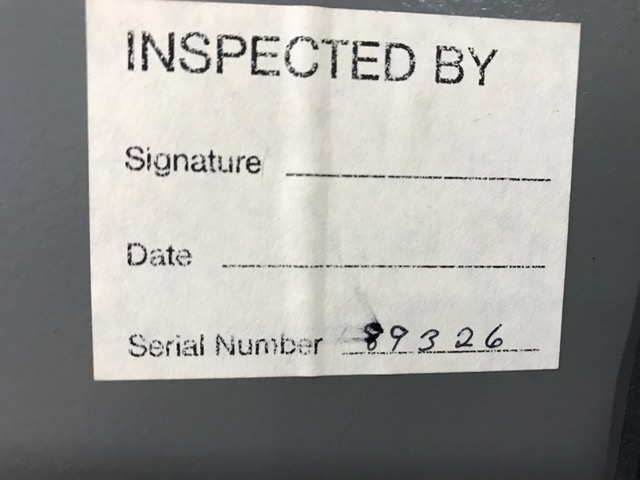 INSPECTED BY
Signature
Date
Serial Number 89326